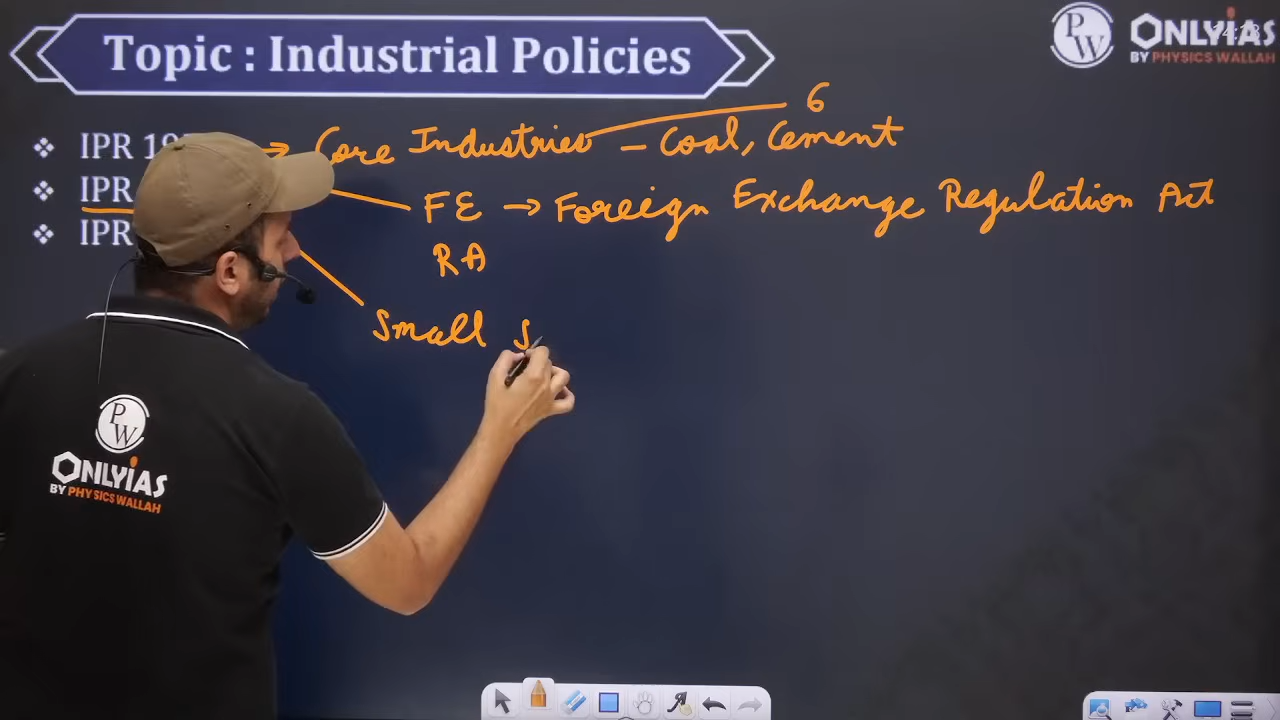 Topic : Industrial Policies
PW ONLYIAS
BY PHYSICS WALLAH
6
IPR Core Industries – Coal, Cement
IPR FE → Foreign Exchange Regulation Act
RA
IPR
Small S
PW
ONLYIAS
BY PHYSICS WALLAH